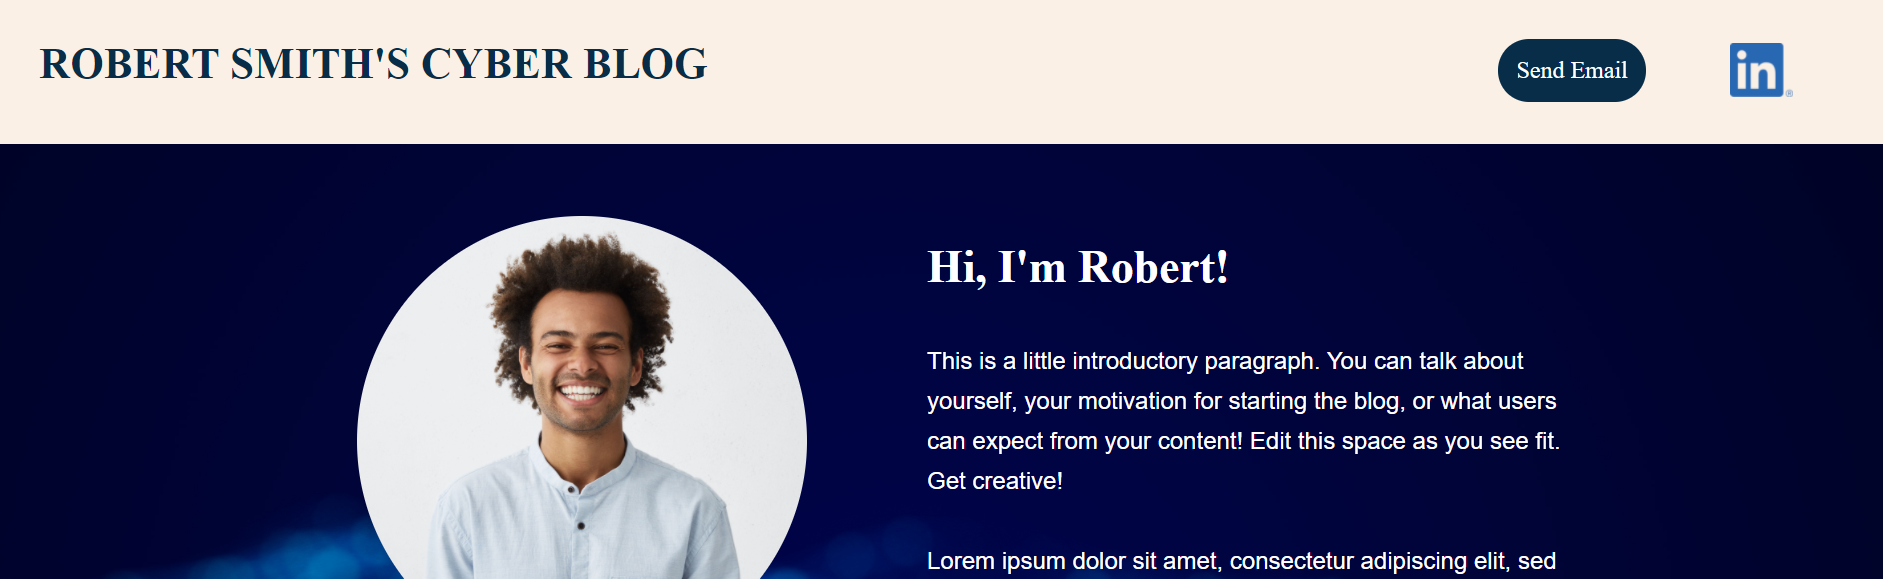 ROBERT SMITH'S CYBER BLOG
Send Email
in
Hi, I'm Robert!
This is a little introductory paragraph. You can talk about
yourself, your motivation for starting the blog, or what users
can expect from your content! Edit this space as you see fit.
Get creative!
Lorem ipsum dolor sit amet, consectetur adipiscing elit, sed